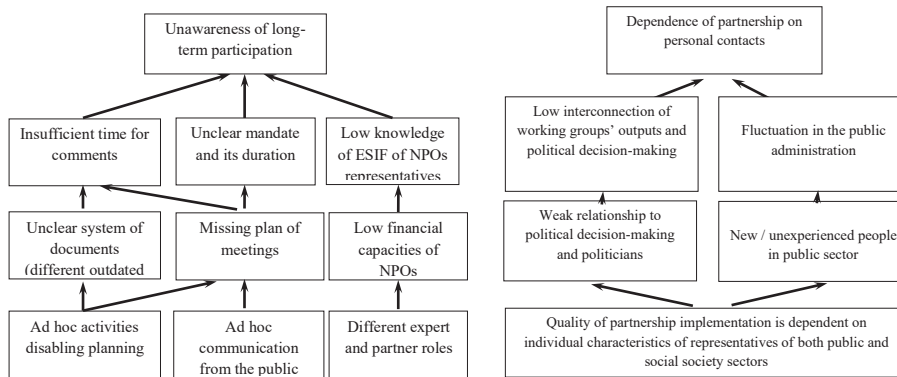 Unawareness of long-
term participation
Insufficient time for
comments
Unclear mandate
and its duration
Low knowledge
of ESIF of NPOs
representatives
Unclear system of
documents
(different outdated
Missing plan of
meetings
Low financial
capacities of
NPOs
Ad hoc activities
disabling planning
Ad hoc
communication
from the public
Different expert
and partner roles
Dependence of partnership on
personal contacts
Low interconnection of
working groups’ outputs and
political decision-making
Fluctuation in the public
administration
Weak relationship to
political decision-making
and politicians
New / unexperienced people
in public sector
Quality of partnership implementation is dependent on
individual characteristics of representatives of both public and
social society sectors